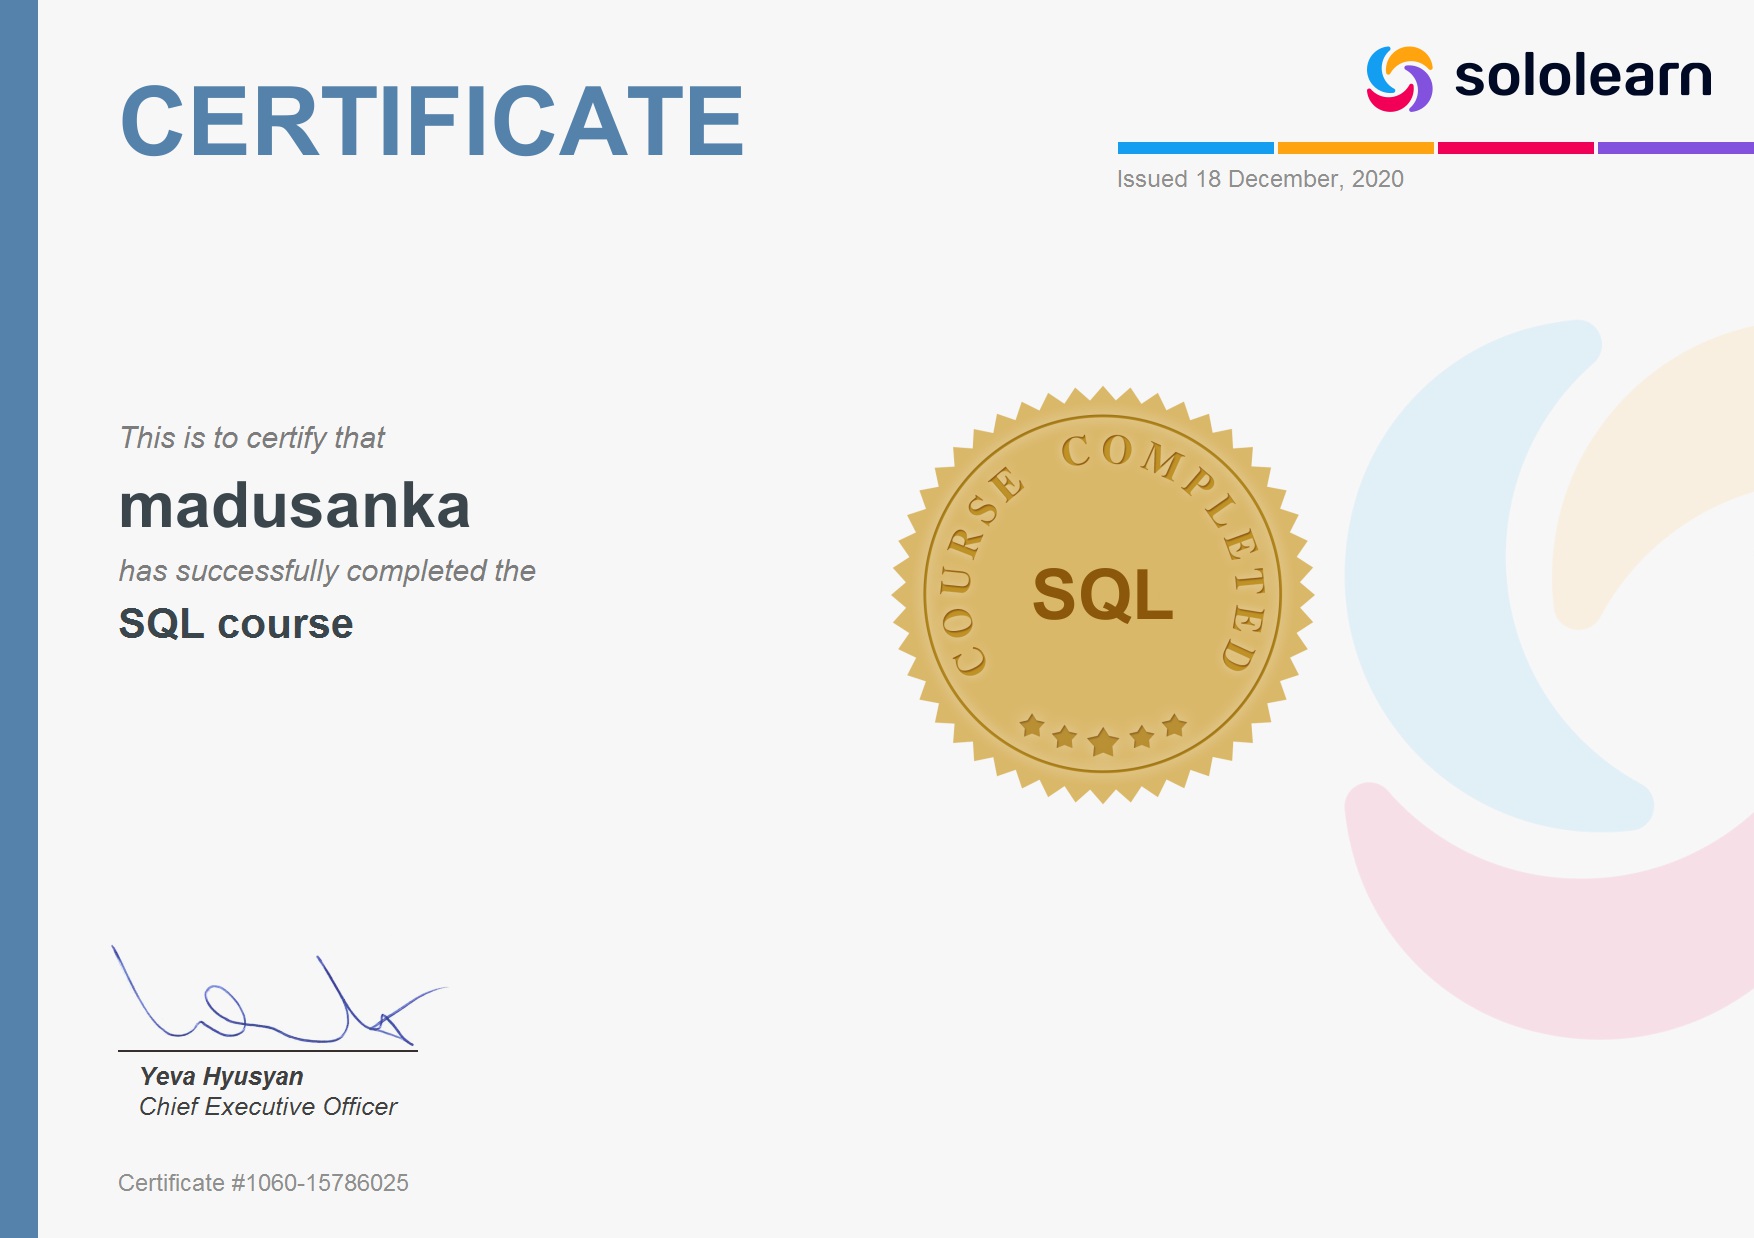 CERTIFICATE
sololearn
Issued 18 December, 2020
This is to certify that
madusanka
has successfully completed the
SQL course
COURSE COMPLETED
SQL
Yeva Hyusyan
Chief Executive Officer
Certificate #1060-15786025